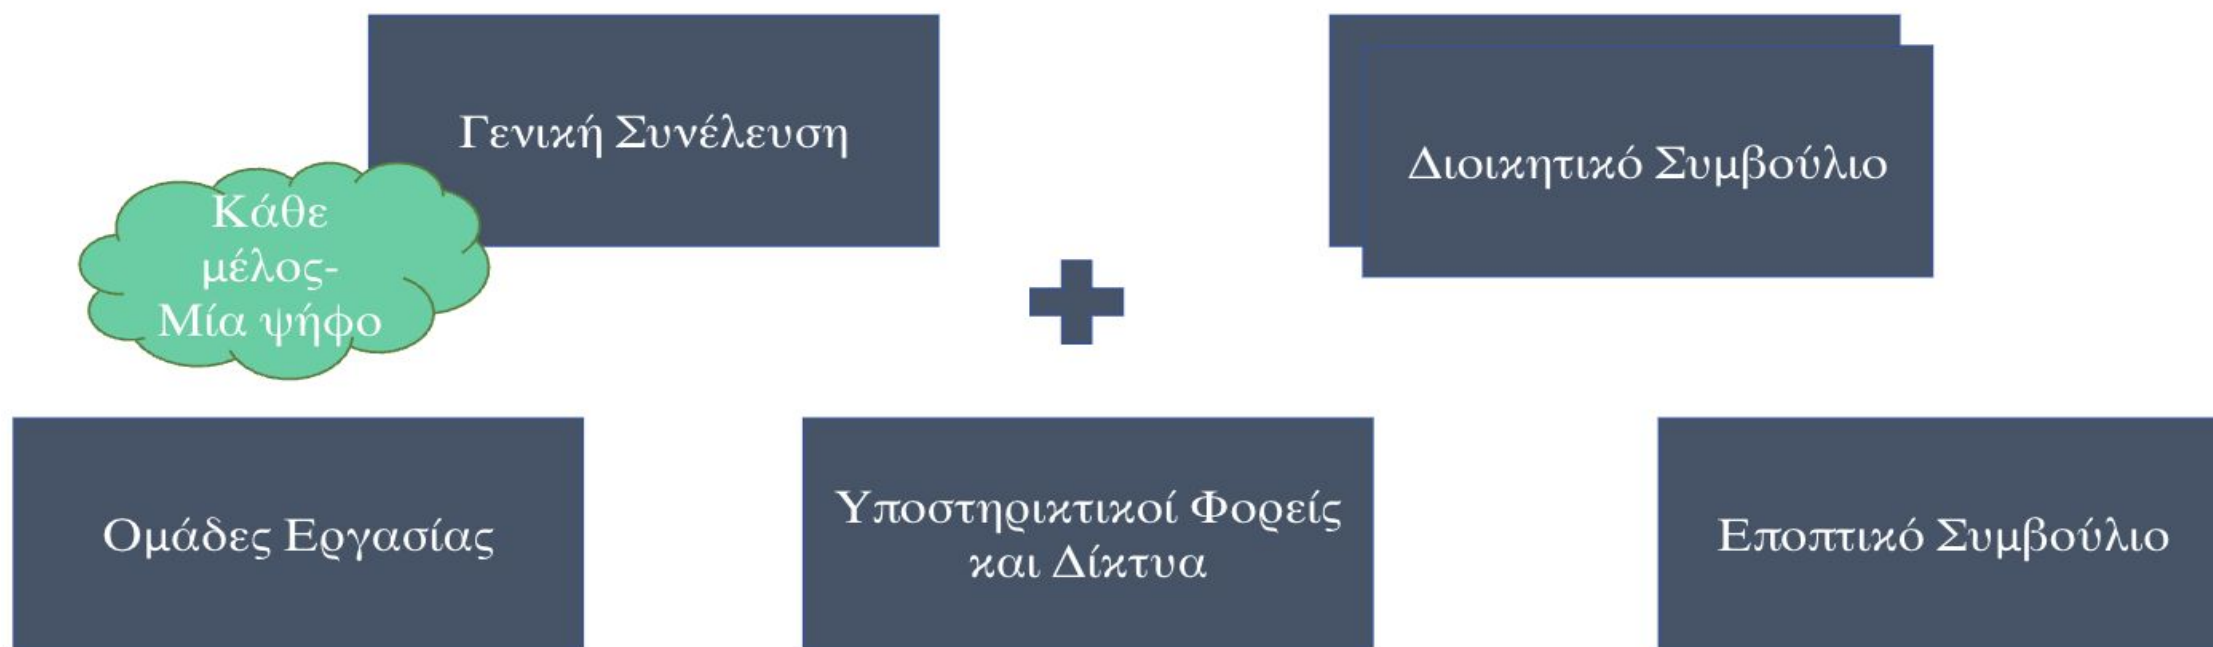 Γενική Συνέλευση
Διοικητικό Συμβούλιο
Κάθε
μέλος-
Μία ψήφο
Ομάδες Εργασίας
Υποστηρικτικοί Φορείς
και Δίκτυα
Εποπτικό Συμβούλιο